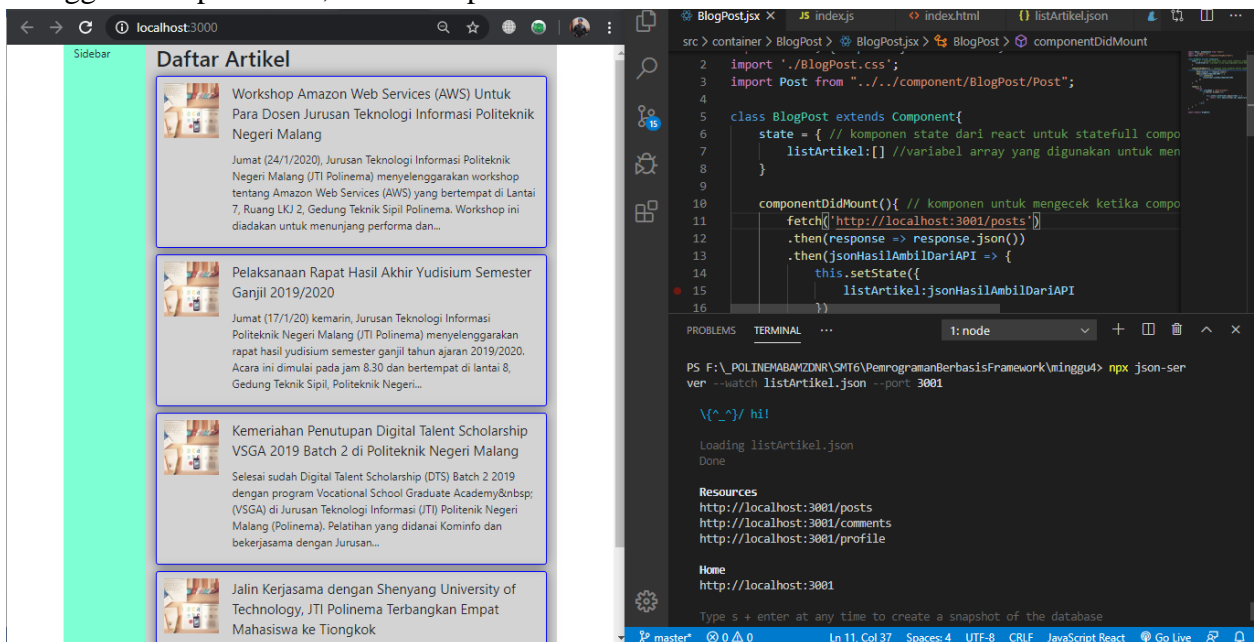 localhost:3000
Sidebar
Daftar Artikel
Workshop Amazon Web Services (AWS) Untuk
Para Dosen Jurusan Teknologi Informasi Politeknik
Negeri Malang
Jumat (24/1/2020), Jurusan Teknologi Informasi Politeknik
Negeri Malang (JTI Polinema) menyelenggarakan workshop
tentang Amazon Web Services (AWS) yang bertempat di Lantai
7, Ruang LKJ 2, Gedung Teknik Sipil Polinema. Workshop ini
diadakan untuk menunjang performa dan...
Pelaksanaan Rapat Hasil Akhir Yudisium Semester
Ganjil 2019/2020
Jumat (17/1/20) kemarin, Jurusan Teknologi Informasi
Politeknik Negeri Malang (JTI Polinema) menyelenggarakan
rapat hasil yudisium semester ganjil tahun ajaran 2019/2020.
Acara ini dimulai pada jam 8.30 dan bertempat di lantai 8,
Gedung Teknik Sipil, Politeknik Negeri...
Kemeriahan Penutupan Digital Talent Scholarship
VSGA 2019 Batch 2 di Politeknik Negeri Malang
Selesai sudah Digital Talent Scholarship (DTS) Batch 2 2019
dengan program Vocational School Graduate Academy&nbsp;
(VSGA) di Jurusan Teknologi Informasi (JTI) Politenik Negeri
Malang (Polinema). Pelatihan yang didanai Kominfo dan
bekerjasama dengan Jurusan...
Jalin Kerjasama dengan Shenyang University of
Technology, JTI Polinema Terbangkan Empat
Mahasiswa ke Tiongkok
BlogPost.jsx JS index.js <> index.html {} listArtikel.json
src > container > BlogPost > BlogPost.jsx > BlogPost > componentDidMount
2 import './BlogPost.css';
3 import Post from "../../component/BlogPost/Post";
4
5 class BlogPost extends Component{
6 state = { // komponen state dari react untuk statefull compo
7 listArtikel:[] //variabel array yang digunakan untuk men
8 }
9
10 componentDidMount(){ // komponen untuk mengecek ketika compo
11 fetch('http://localhost:3001/posts')
12 .then(response => response.json())
13 .then(jsonHasilAmbilDariAPI => {
14 this.setState({
15 listArtikel:jsonHasilAmbilDariAPI
16 })
15
PROBLEMS TERMINAL ··· 1: node
PS F:\_POLINEMABAMZDNR\SMT6\PemrogramanBerbasisFramework\minggu4> npx json-ser
ver --watch listArtikel.json --port 3001
\{^_^}/ hi!
Loading listArtikel.json
Done
Resources
http://localhost:3001/posts
http://localhost:3001/comments
http://localhost:3001/profile
Home
http://localhost:3001
Type s + enter at any time to create a snapshot of the database
master* 0 0 Ln 11, Col 37 Spaces: 4 UTF-8 CRLF JavaScript React Go Live